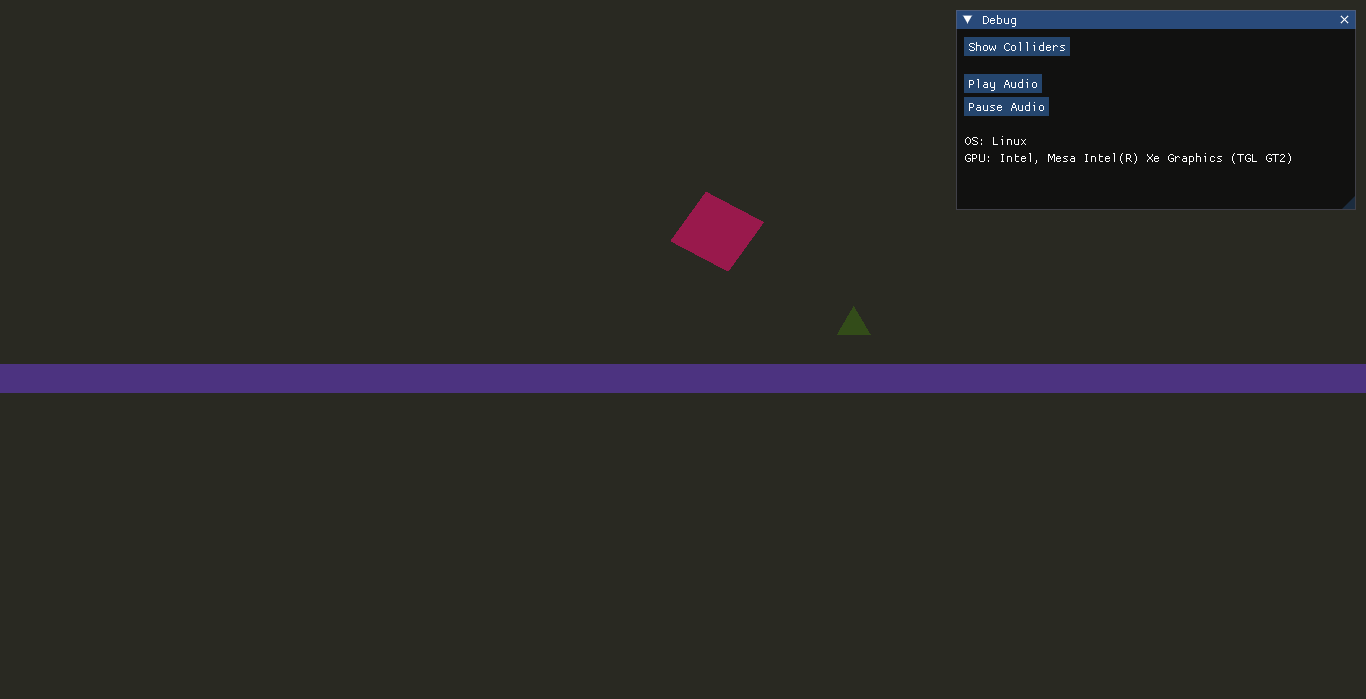 Debug
Show Colliders
Play Audio
Pause Audio
OS: Linux
GPU: Intel, Mesa Intel(R) Xe Graphics (TGL GT2)